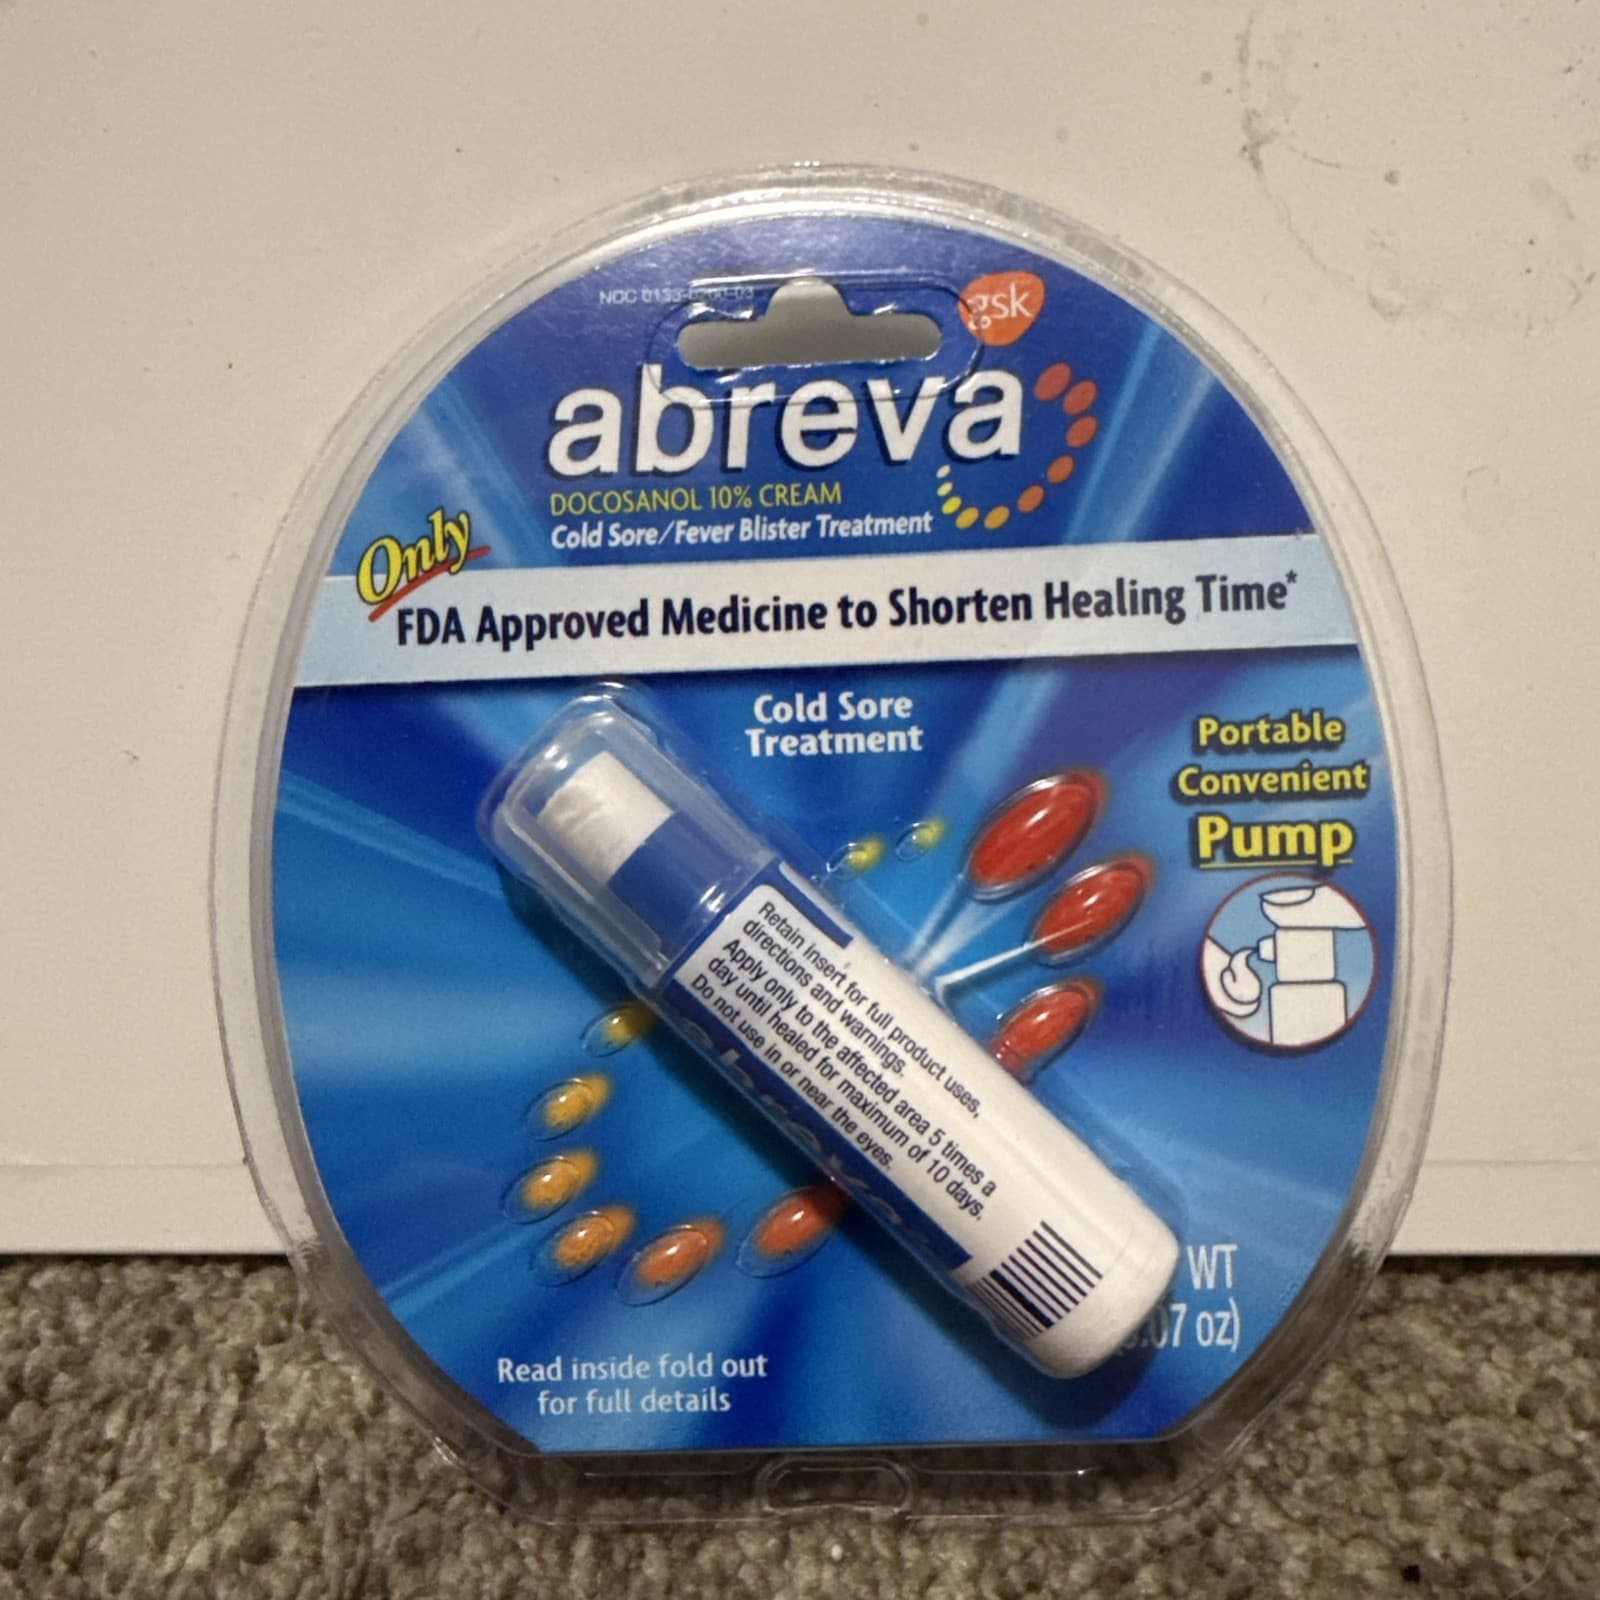 gsk
abreva
DOCOSANOL 10% CREAM
Cold Sore/Fever Blister Treatment
Only
FDA Approved Medicine to Shorten Healing Time*
Cold Sore
Treatment
Portable
Convenient
Pump
Retain insert for full product uses,
directions and warnings.
Apply only to the affected area 5 times a
day until healed for maximum of 10 days.
Do not use in or near the eyes.
WT
.07 oz)
Read inside fold out
for full details